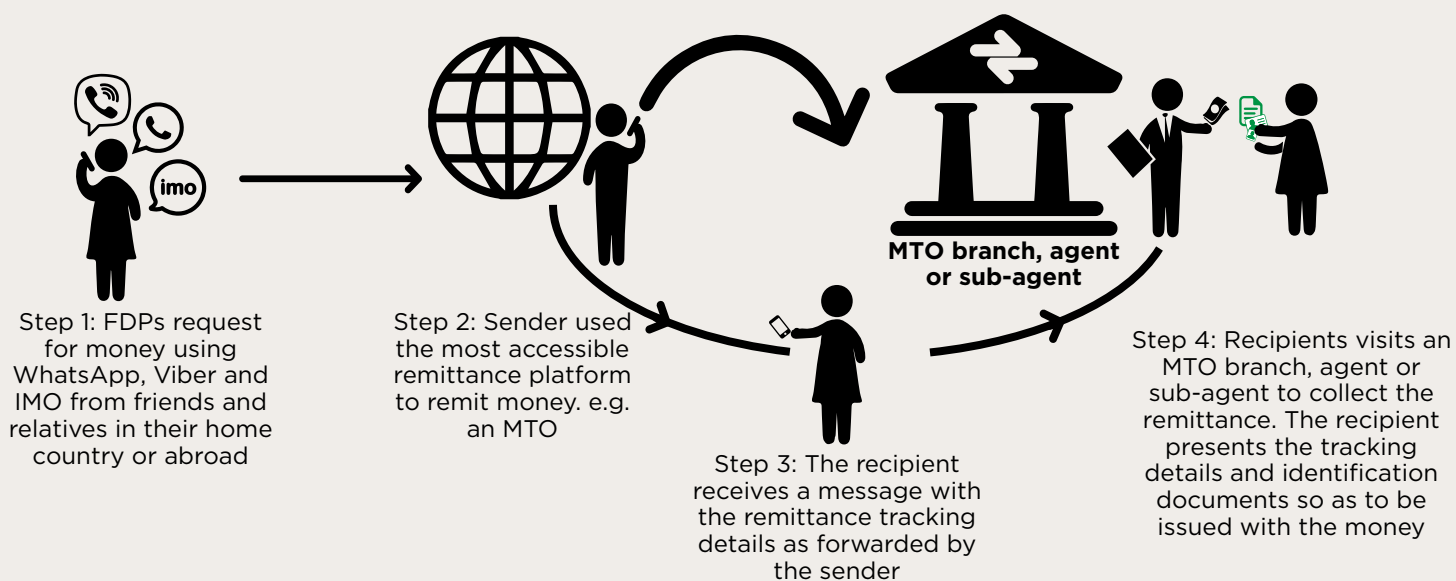 imo
MTO branch, agent
or sub-agent
Step 1: FDPs request
for money using
WhatsApp, Viber and
IMO from friends and
relatives in their home
country or abroad
Step 2: Sender used
the most accessible
remittance platform
to remit money. e.g.
an MTO
Step 3: The recipient
receives a message with
the remittance tracking
details as forwarded by
the sender
Step 4: Recipients visits an
MTO branch, agent or
sub-agent to collect the
remittance. The recipient
presents the tracking
details and identification
documents so as to be
issued with the money